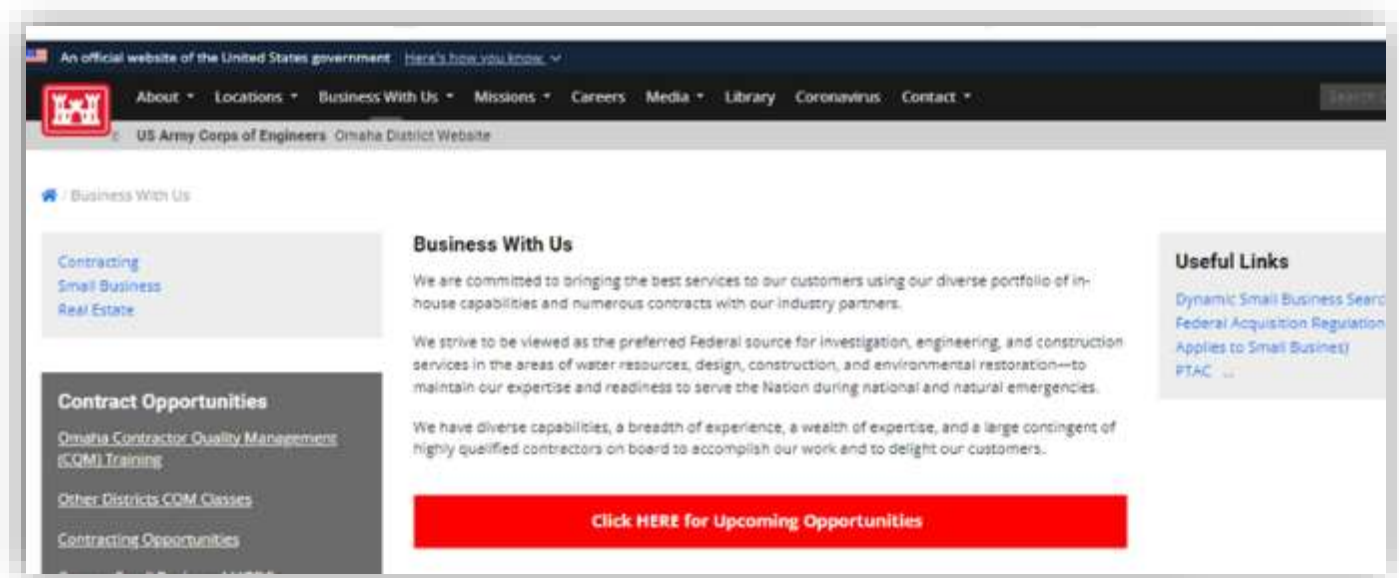 An official website of the United States government Here's how you know
About Locations Business With Us Missions Careers Media Library Coronavirus Contact
US Army Corps of Engineers Omaha District Website
/ Business With Us
Contracting
Small Business
Real Estate
Contract Opportunities
Omaha Contractor Quality Management
(CQM) Training
Other Districts CQM Classes
Contracting Opportunities
Business With Us
We are committed to bringing the best services to our customers using our diverse portfolio of in-
house capabilities and numerous contracts with our industry partners.
We strive to be viewed as the preferred Federal source for investigation, engineering, and construction
services in the areas of water resources, design, construction, and environmental restoration—to
maintain our expertise and readiness to serve the Nation during national and natural emergencies.
We have diverse capabilities, a breadth of experience, a wealth of expertise, and a large contingent of
highly qualified contractors on board to accomplish our work and to delight our customers.
Click HERE for Upcoming Opportunities
Useful Links
Dynamic Small Business Searc
Federal Acquisition Regulation
Applies to Small Busines)
PTAC ...